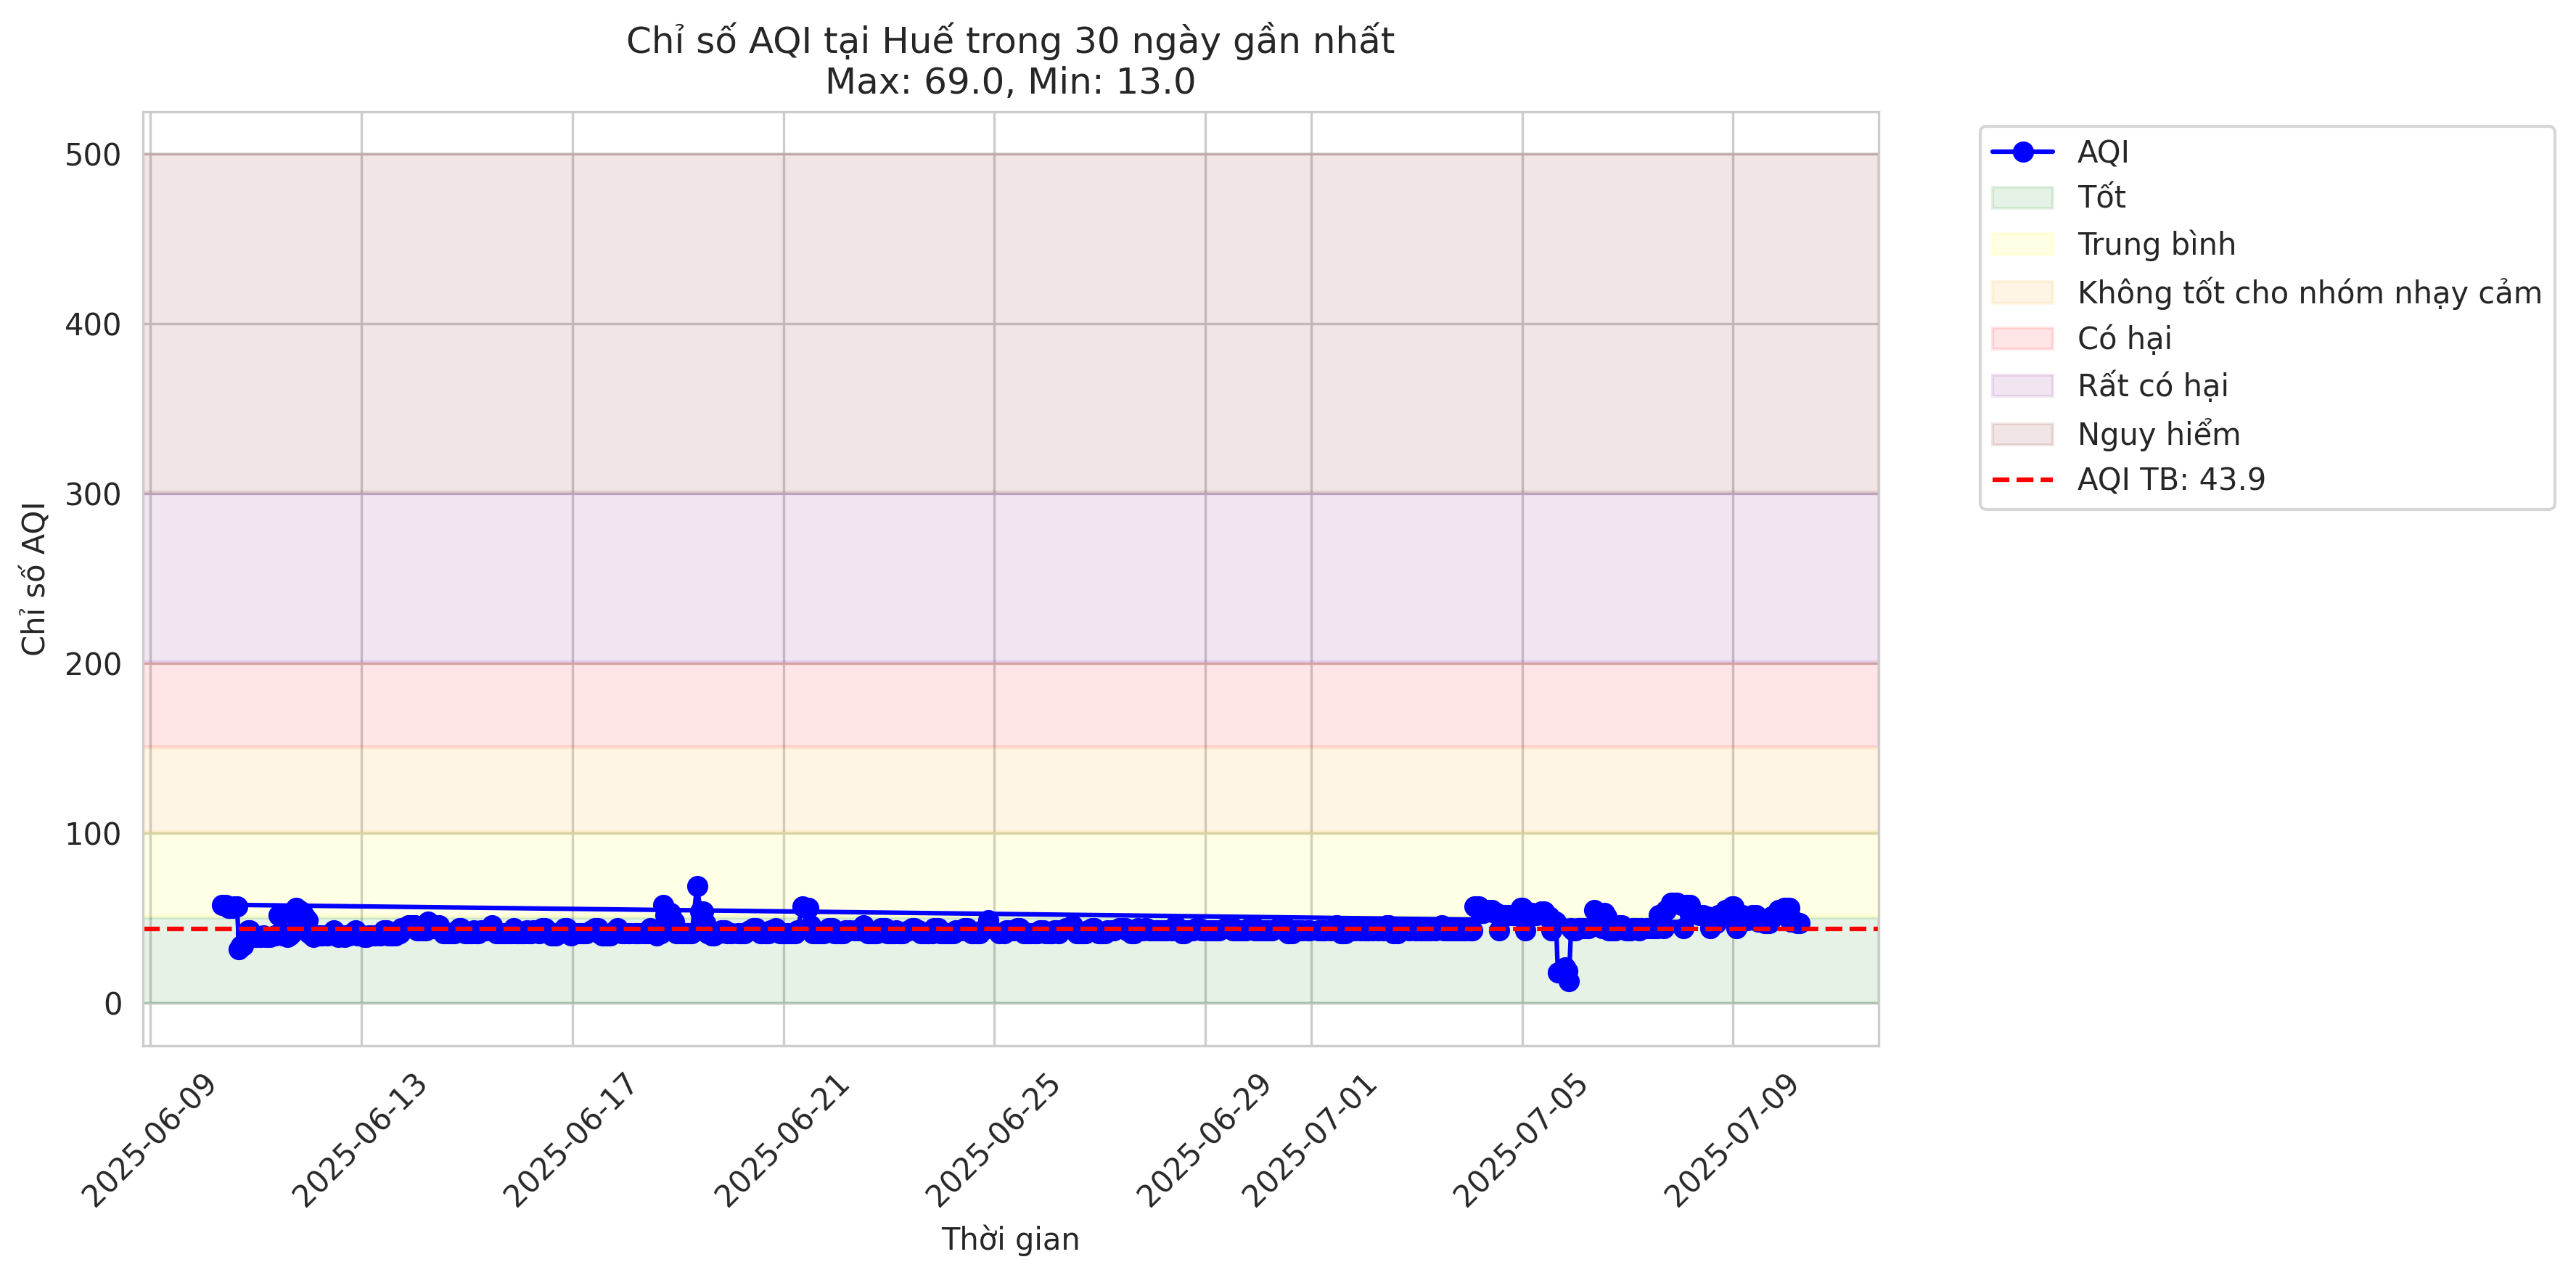 Chỉ số AQI tại Huế trong 30 ngày gần nhất
Max: 69.0, Min: 13.0
Chỉ số AQI
500
400
300
200
100
0
2025-06-09
2025-06-13
2025-06-17
2025-06-21
2025-06-25
2025-06-29
2025-07-01
2025-07-05
2025-07-09
Thời gian
AQI
Tốt
Trung bình
Không tốt cho nhóm nhạy cảm
Có hại
Rất có hại
Nguy hiểm
AQI TB: 43.9